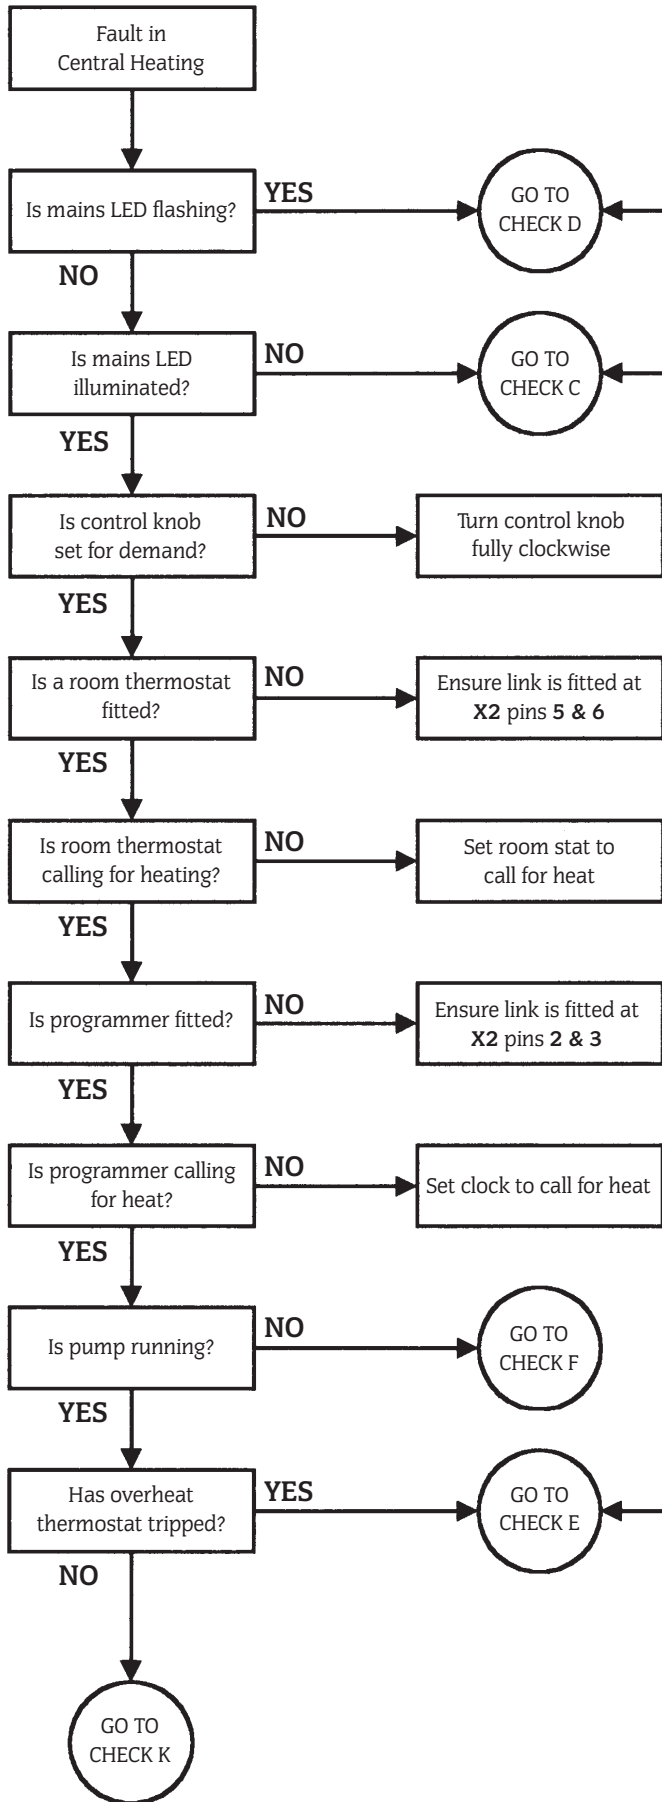 Fault in
Central Heating
Is mains LED flashing?
YES
GO TO
CHECK D
NO
Is mains LED
illuminated?
NO
GO TO
CHECK C
YES
Is control knob
set for demand?
NO
Turn control knob
fully clockwise
YES
Is a room thermostat
fitted?
NO
Ensure link is fitted at
X2 pins 5 & 6
YES
Is room thermostat
calling for heating?
NO
Set room stat to
call for heat
YES
Is programmer fitted?
NO
Ensure link is fitted at
X2 pins 2 & 3
YES
Is programmer calling
for heat?
NO
Set clock to call for heat
YES
Is pump running?
NO
GO TO
CHECK F
YES
Has overheat
thermostat tripped?
YES
GO TO
CHECK E
NO
GO TO
CHECK K